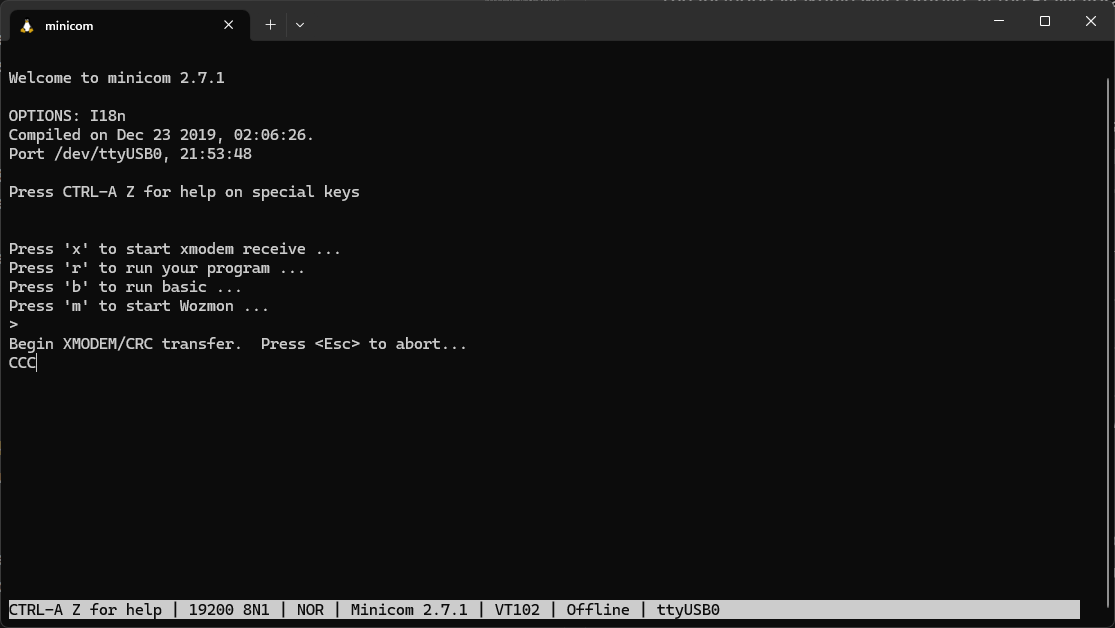 minicom
Welcome to minicom 2.7.1
OPTIONS: I18n
Compiled on Dec 23 2019, 02:06:26.
Port /dev/ttyUSB0, 21:53:48
Press CTRL-A Z for help on special keys
Press 'x' to start xmodem receive ...
Press 'r' to run your program ...
Press 'b' to run basic ...
Press 'm' to start Wozmon ...
>
Begin XMODEM/CRC transfer.  Press <Esc> to abort...
CCC
CTRL-A Z for help | 19200 8N1 | NOR | Minicom 2.7.1 | VT102 | Offline | ttyUSB0